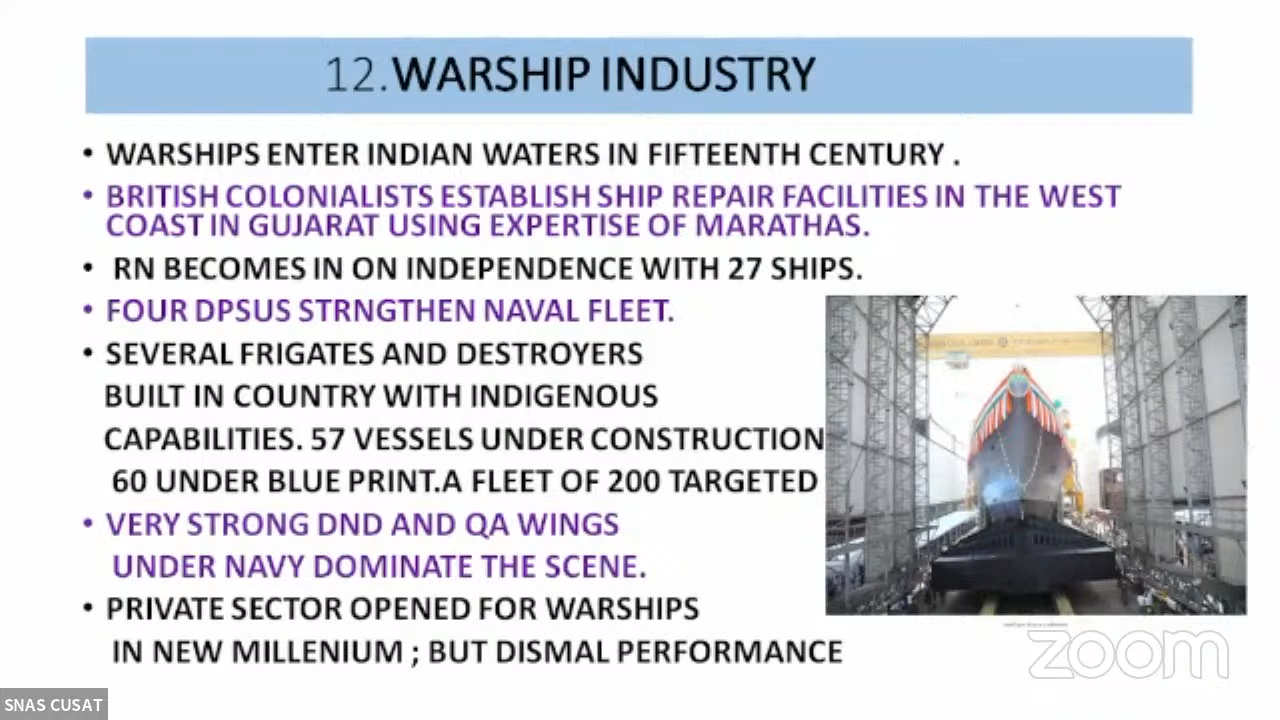 12.WARSHIP INDUSTRY
• WARSHIPS ENTER INDIAN WATERS IN FIFTEENTH CENTURY .
• BRITISH COLONIALISTS ESTABLISH SHIP REPAIR FACILITIES IN THE WEST
COAST IN GUJARAT USING EXPERTISE OF MARATHAS.
• RN BECOMES IN ON INDEPENDENCE WITH 27 SHIPS.
• FOUR DPSUS STRNGTHEN NAVAL FLEET.
• SEVERAL FRIGATES AND DESTROYERS
BUILT IN COUNTRY WITH INDIGENOUS
CAPABILITIES. 57 VESSELS UNDER CONSTRUCTION
60 UNDER BLUE PRINT.A FLEET OF 200 TARGETED
• VERY STRONG DND AND QA WINGS
UNDER NAVY DOMINATE THE SCENE.
• PRIVATE SECTOR OPENED FOR WARSHIPS
IN NEW MILLENIUM ; BUT DISMAL PERFORMANCE
zoom
SNAS CUSAT